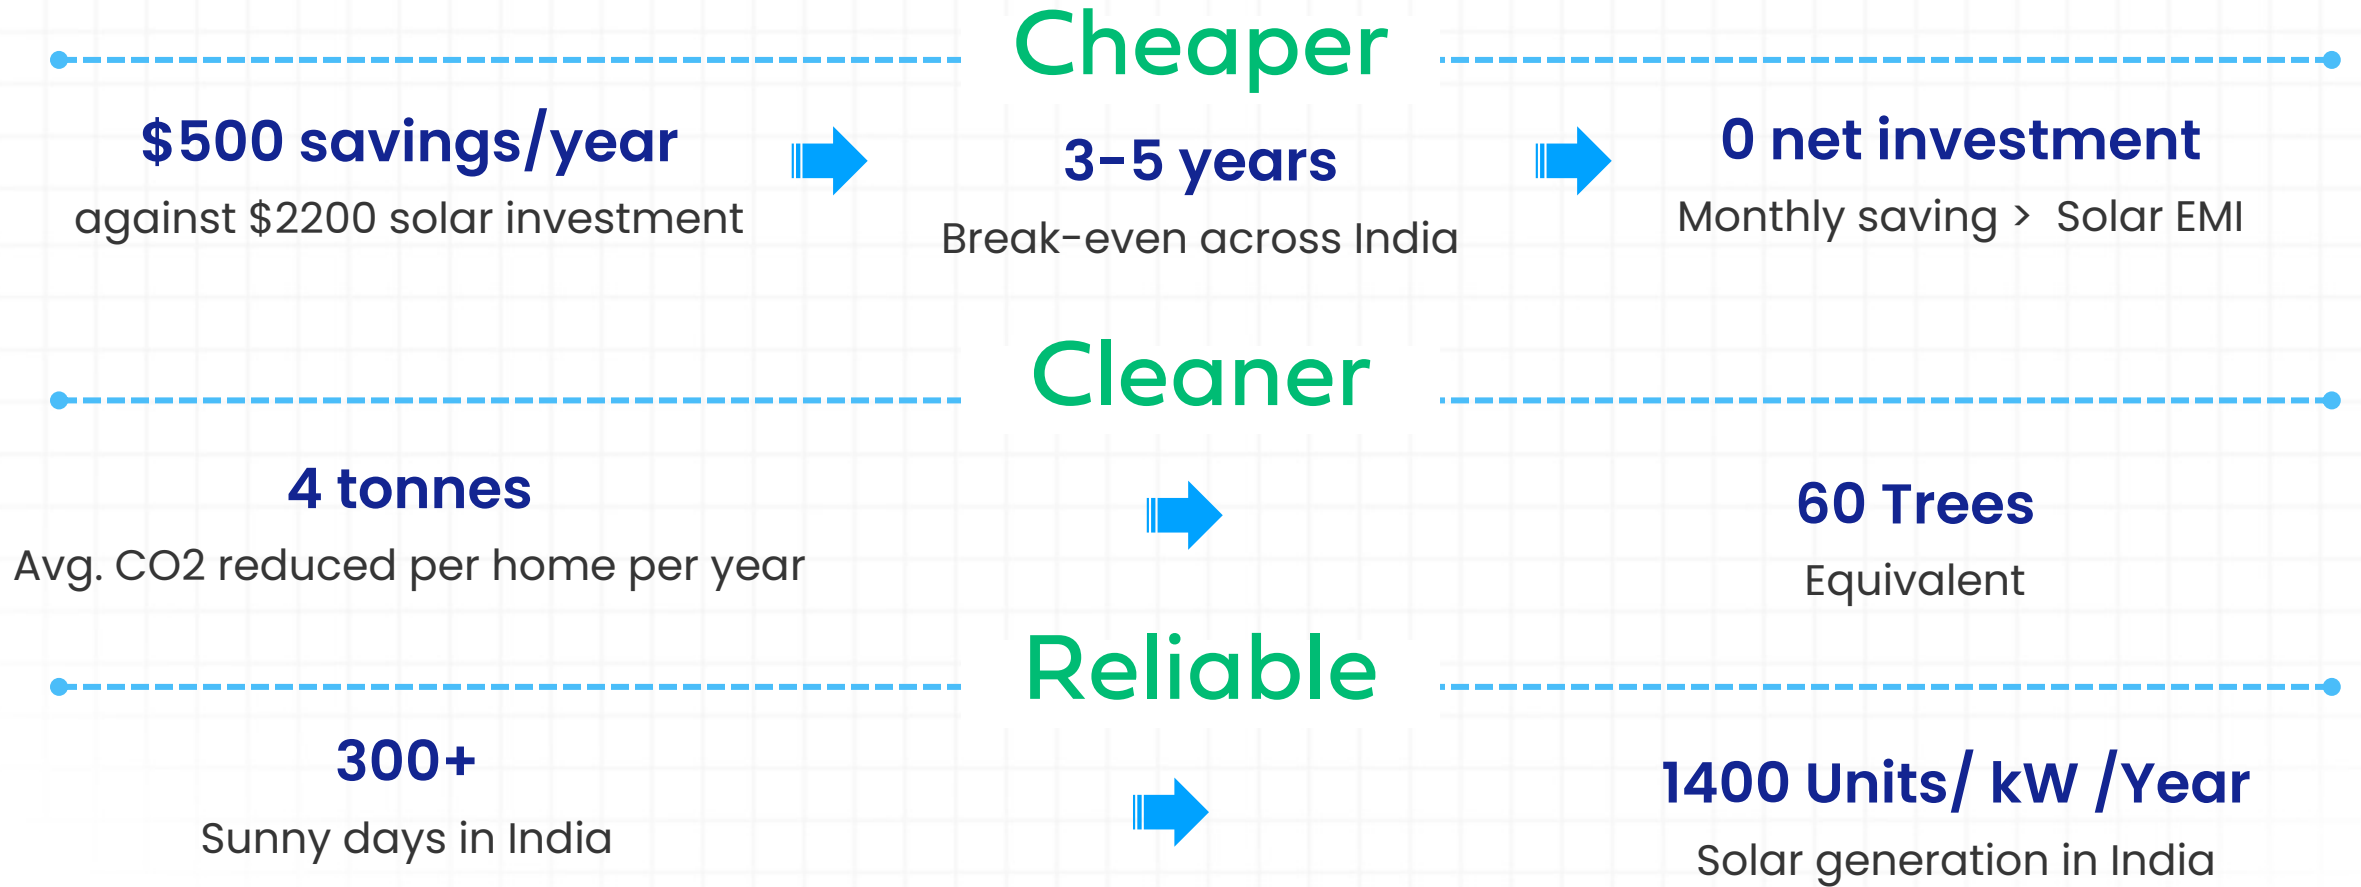 Cheaper
$500 savings/year
against $2200 solar investment
3-5 years
Break-even across India
0 net investment
Monthly saving > Solar EMI
Cleaner
4 tonnes
Avg. CO2 reduced per home per year
60 Trees
Equivalent
Reliable
300+
Sunny days in India
1400 Units/ kW /Year
Solar generation in India